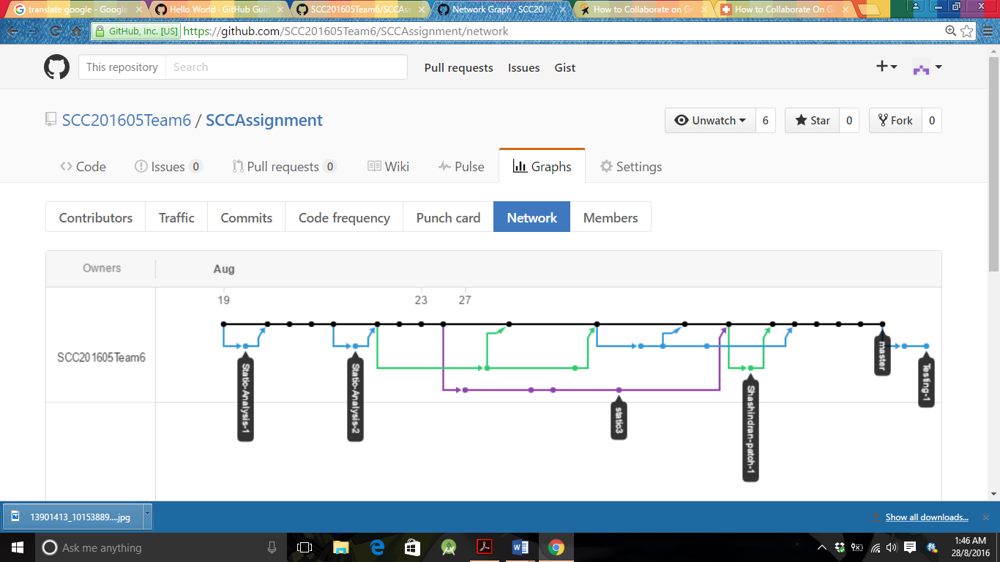 translate google - Google
Hello World · GitHub Guid
SCC201605Team6/SCCAs
Network Graph · SCC2016
How to Collaborate on Gi
How to Collaborate On Gi
GitHub, Inc. [US]
https://github.com/SCC201605Team6/SCCAssignment/network
This repository
Search
Pull requests
Issues
Gist
SCC201605Team6 / SCCAssignment
Unwatch
6
Star
0
Fork
0
Code
Issues 0
Pull requests 0
Wiki
Pulse
Graphs
Settings
Contributors
Traffic
Commits
Code frequency
Punch card
Network
Members
Owners
Aug
19
23
27
SCC201605Team6
Static-Analysis-1
Static-Analysis-2
static3
Shashindran-patch-1
master
Testing-1
13901413_10153889....jpg
Show all downloads...
Ask me anything
1:46 AM
28/8/2016